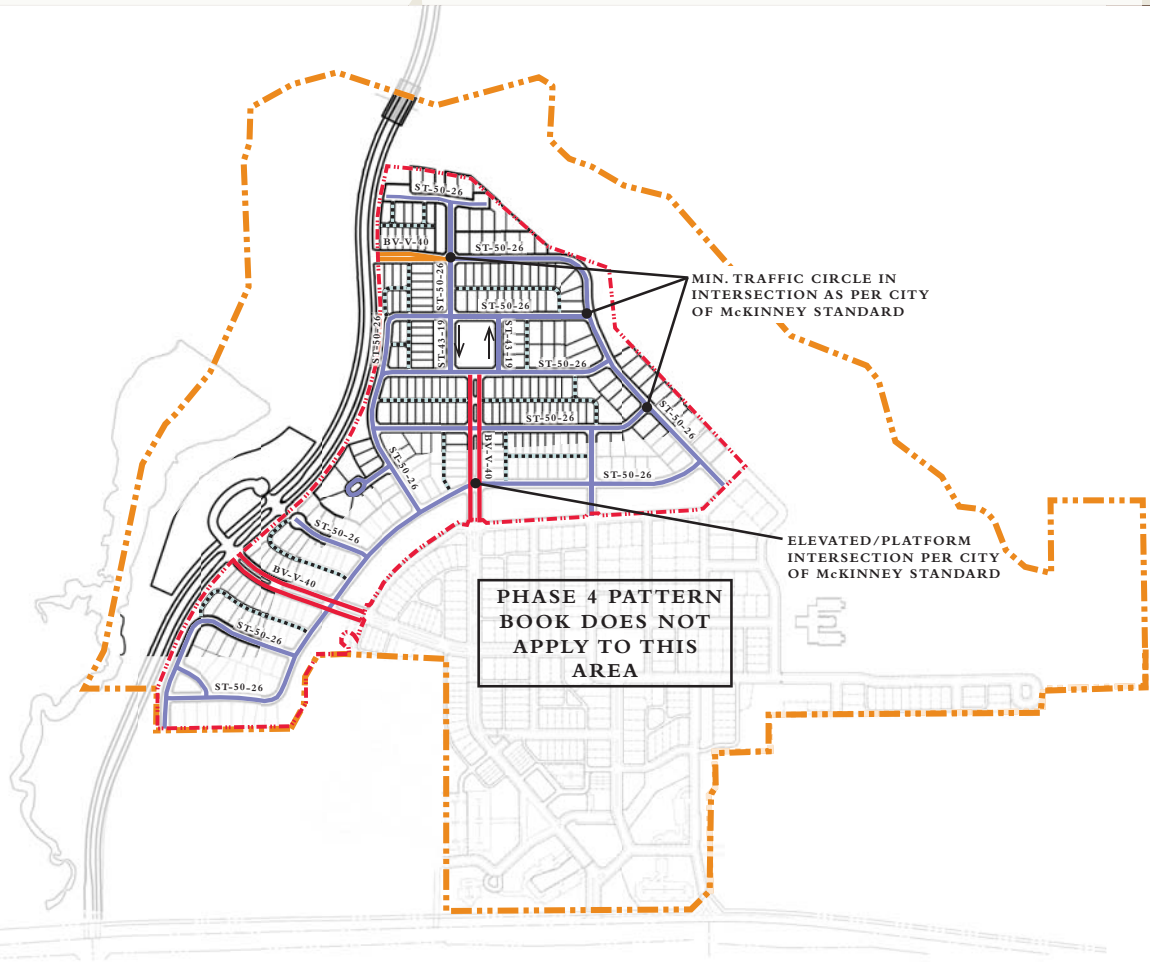 ST-50-26
BV-V-40
ST-50-26
ST-50-26
MIN. TRAFFIC CIRCLE IN
INTERSECTION AS PER CITY
OF McKINNEY STANDARD
ST-50-26
ST-50-26
ST-43-19
ST-43-19
ST-50-26
ST-50-26
ST-50-26
BV-V-40
ST-50-26
ST-50-26
ST-50-26
ELEVATED/PLATFORM
INTERSECTION PER CITY
OF McKINNEY STANDARD
BV-V-40
PHASE 4 PATTERN
BOOK DOES NOT
APPLY TO THIS
AREA
ST-50-26
ST-50-26